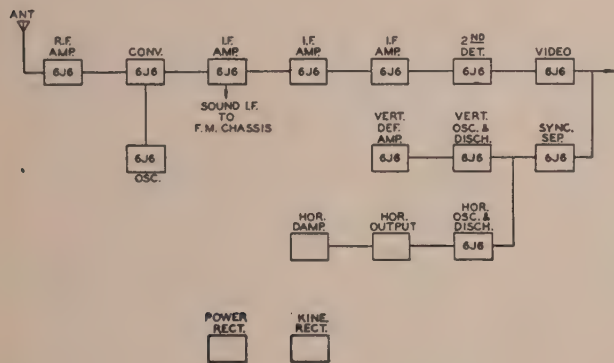 ANT
R.F. AMP.
6J6
CONV.
6J6
I.F. AMP.
6J6
I.F. AMP
6J6
I.F. AMP
6J6
2ND DET.
6J6
VIDEO
6J6
SOUND I.F.
TO
F.M. CHASSIS
6J6
OSC.
VERT. DEF. AMP.
6J6
VERT. OSC. & DISCH.
6J6
SYNC. SEP.
6J6
HOR. DAMP.
HOR. OUTPUT
HOR. OSC. & DISCH.
6J6
POWER RECT.
KINE. RECT.